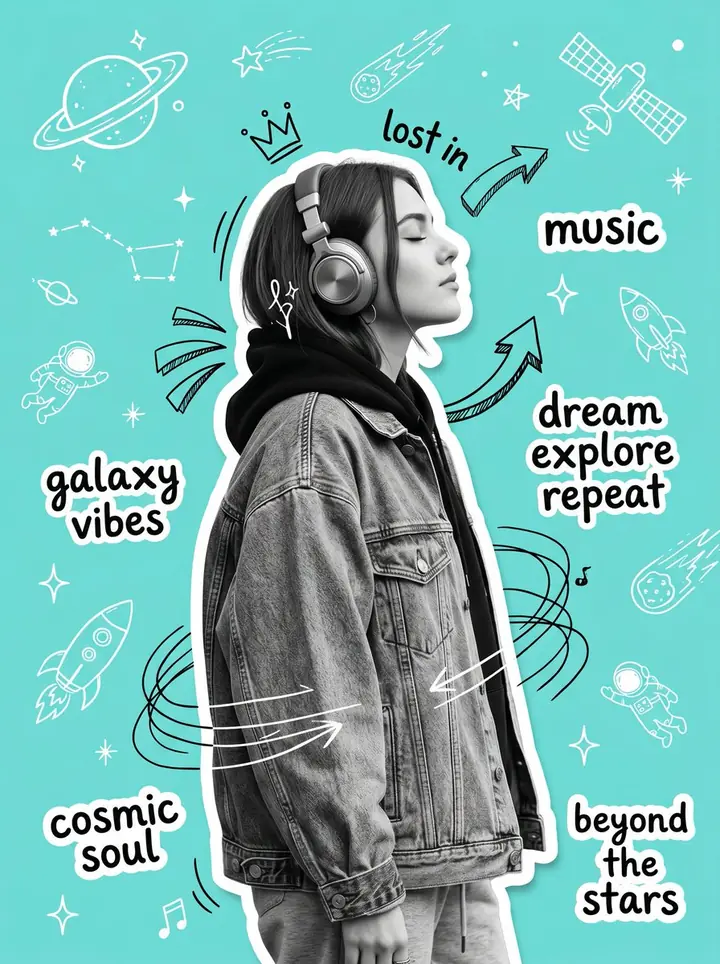 lost in
music
dream
explore
repeat
galaxy
vibes
cosmic
soul
beyond
the
stars